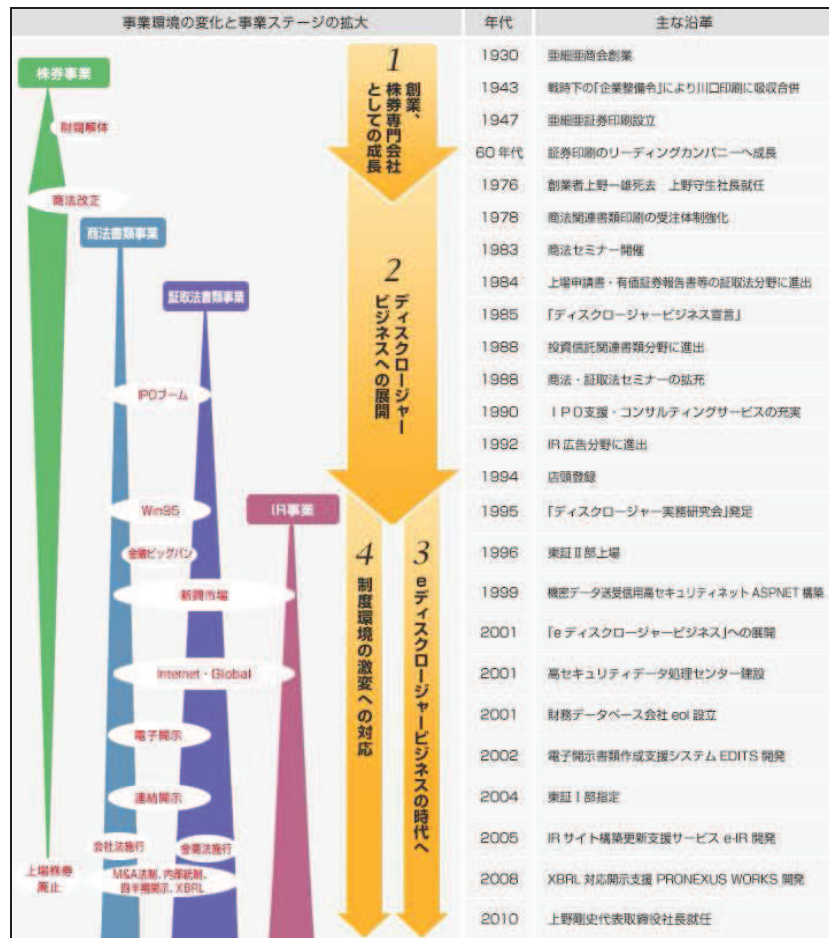 事業環境の変化と事業ステージの拡大
年代
主な沿革
株券事業
財閥解体
商法改正
商法書類事業
証取法書類事業
IPOブーム
Win95
IR事業
金融ビッグバン
新興市場
Internet・Global
電子開示
連結開示
会社法施行
金商法施行
上場株券
廃止
M&A法制、内部統制、
四半期開示、XBRL
1
創業、
株券専門会社
としての成長
2
ディスクロージャー
ビジネスへの展開
4
制度環境の激変への対応
3
eディスクロージャービジネスの時代へ
1930 亜細亜商会創業
1943 戦時下の「企業整備令」により川口印刷に吸収合併
1947 亜細亜証券印刷設立
60年代 証券印刷のリーディングカンパニーへ成長
1976 創業者上野一雄死去 上野守生社長就任
1978 商法関連書類印刷の受注体制強化
1983 商法セミナー開催
1984 上場申請書・有価証券報告書等の証取法分野に進出
1985 「ディスクロージャービジネス宣言」
1988 投資信託関連書類分野に進出
1988 商法・証取法セミナーの拡充
1990 IPO支援・コンサルティングサービスの充実
1992 IR広告分野に進出
1994 店頭登録
1995 「ディスクロージャー実務研究会」発足
1996 東証Ⅱ部上場
1999 機密データ送受信用高セキュリティネットASPNET構築
2001 「eディスクロージャービジネス」への展開
2001 高セキュリティデータ処理センター建設
2001 財務データベース会社eol設立
2002 電子開示書類作成支援システムEDITS開発
2004 東証Ⅰ部指定
2005 IRサイト構築更新支援サービスe-IR開発
2008 XBRL対応開示支援PRONEXUS WORKS開発
2010 上野剛史代表取締役社長就任